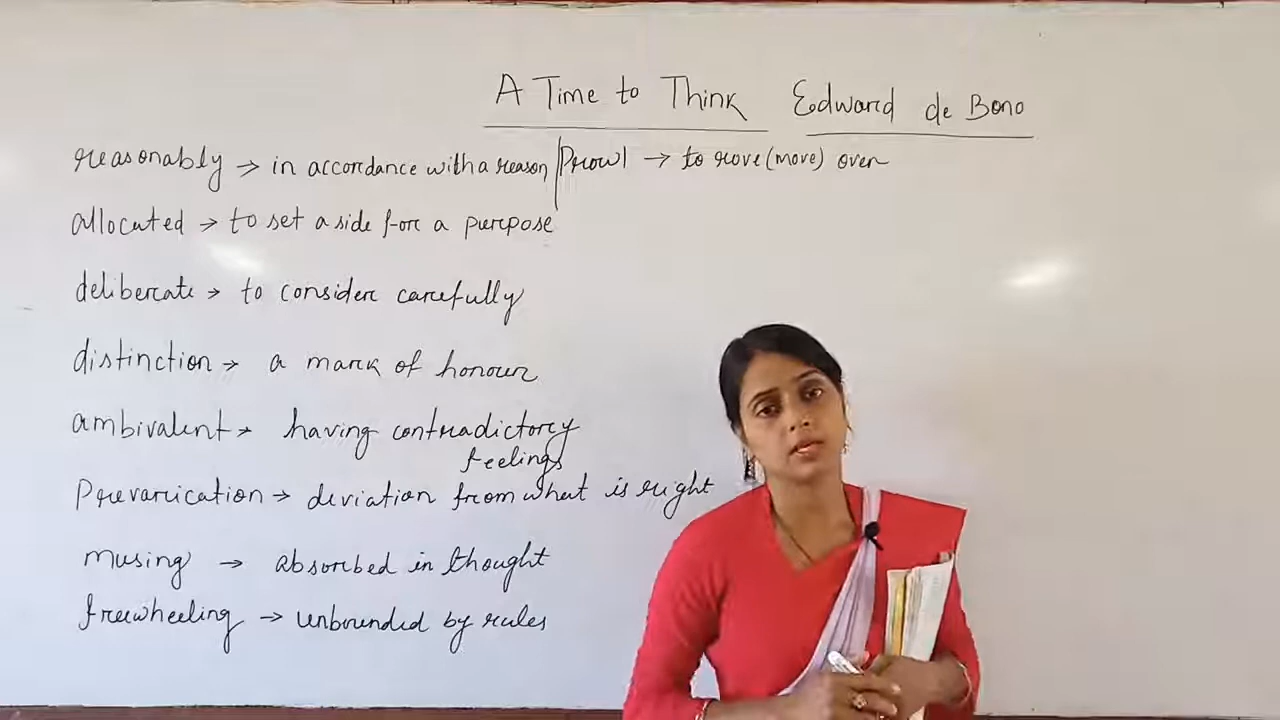 A Time to Think Edward de Bono
reasonably → in accordance with a reason | Prowl → to rove (move) over
allocated → to set a side for a purpose
deliberate → to consider carefully
distinction → a mark of honour
ambivalent → having contradictory
feelings
Prevarication → deviation from what is right
musing → absorbed in thought
freewheeling → unbounded by rules